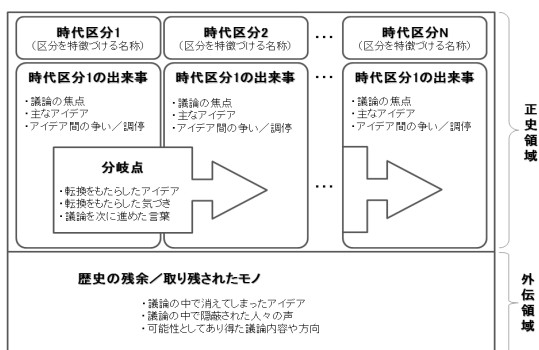 時代区分1
(区分を特徴づける名称)
時代区分2
(区分を特徴づける名称)
…
時代区分N
(区分を特徴づける名称)
時代区分1の出来事
・議論の焦点
・主なアイデア
・アイデア間の争い/調停
時代区分1の出来事
・議論の焦点
・主なアイデア
・アイデア間の争い/調停
…
時代区分1の出来事
・議論の焦点
・主なアイデア
・アイデア間の争い/調停
分岐点
・転換をもたらしたアイデア
・転換をもたらした気づき
・議論を次に進めた言葉
…
正史領域
歴史の残余/取り残されたモノ
・議論の中で消えてしまったアイデア
・議論の中で隠蔽された人々の声
・可能性としてあり得た議論内容や方向
外伝領域